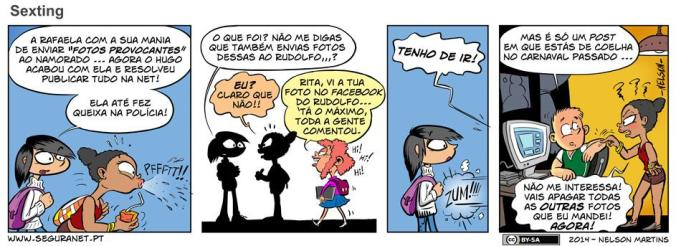 Sexting
A RAFAELA COM A SUA MANIA
DE ENVIAR "FOTOS PROVOCANTES"
AO NAMORADO ... AGORA O HUGO
ACABOU COM ELA E RESOLVEU
PUBLICAR TUDO NA NET!
ELA ATÉ FEZ
QUEIXA NA POLÍCIA!
PFFFTT!!
WWW.SEGURANET.PT
O QUE FOI? NÃO ME DIGAS
QUE TAMBÉM ENVIAS FOTOS
DESSAS AO RUDOLFO,,,?
EU?
CLARO QUE
NÃO!!
RITA, VI A TUA
FOTO NO FACEBOOK
DO RUDOLFO...
'TÁ O MÁXIMO,
TODA A GENTE
COMENTOU.
HI!
HI!
HI!
TENHO DE IR!
ZUM!!!
MAS É SÓ UM POST
EM QUE ESTÁS DE COELHA
NO CARNAVAL PASSADO ...
NELSON
? ? ?
NÃO ME INTERESSA!
VAIS APAGAR TODAS
AS OUTRAS FOTOS
QUE EU MANDEI!
AGORA!
cc BY-SA
2014 - NELSON MARTINS